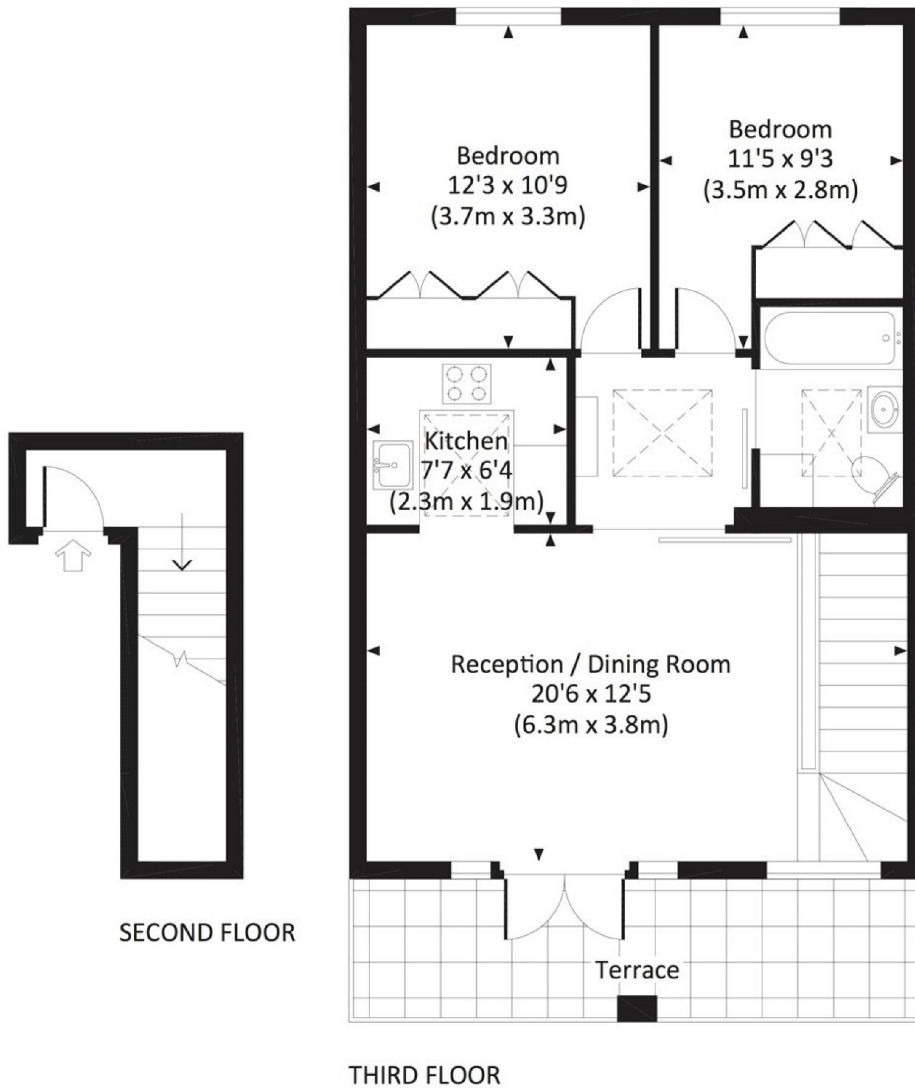 Bedroom
12'3 x 10'9
(3.7m x 3.3m)
Bedroom
11'5 x 9'3
(3.5m x 2.8m)
Kitchen
7'7 x 6'4
(2.3m x 1.9m)
Reception / Dining Room
20'6 x 12'5
(6.3m x 3.8m)
SECOND FLOOR
Terrace
THIRD FLOOR